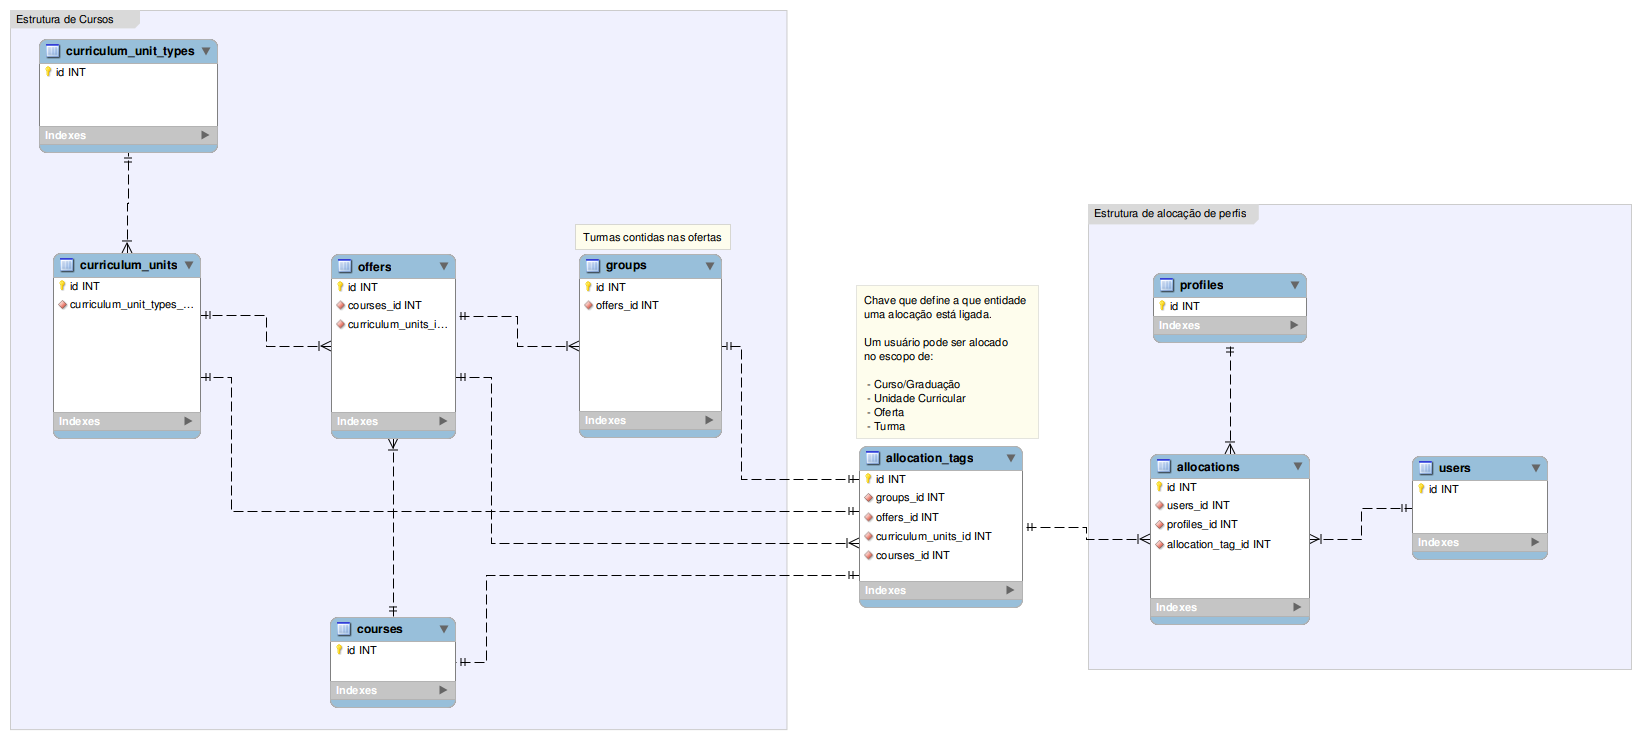 Estrutura de Cursos
curriculum_unit_types
id INT
Indexes
curriculum_units
id INT
curriculum_unit_types_...
Indexes
offers
id INT
courses_id INT
curriculum_units_i...
Indexes
Turmas contidas nas ofertas
groups
id INT
offers_id INT
Indexes
courses
id INT
Indexes
Chave que define a que entidade
uma alocação está ligada.
Um usuário pode ser alocado
no escopo de:
- Curso/Graduação
- Unidade Curricular
- Oferta
- Turma
allocation_tags
id INT
groups_id INT
offers_id INT
curriculum_units_id INT
courses_id INT
Indexes
Estrutura de alocação de perfis
profiles
id INT
Indexes
allocations
id INT
users_id INT
profiles_id INT
allocation_tag_id INT
Indexes
users
id INT
Indexes